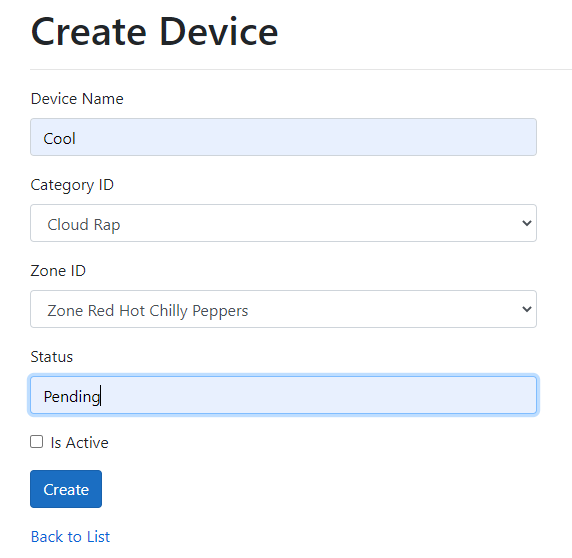 Create Device
Device Name
Cool
Category ID
Cloud Rap
Zone ID
Zone Red Hot Chilly Peppers
Status
Pending
Is Active
Create
Back to List